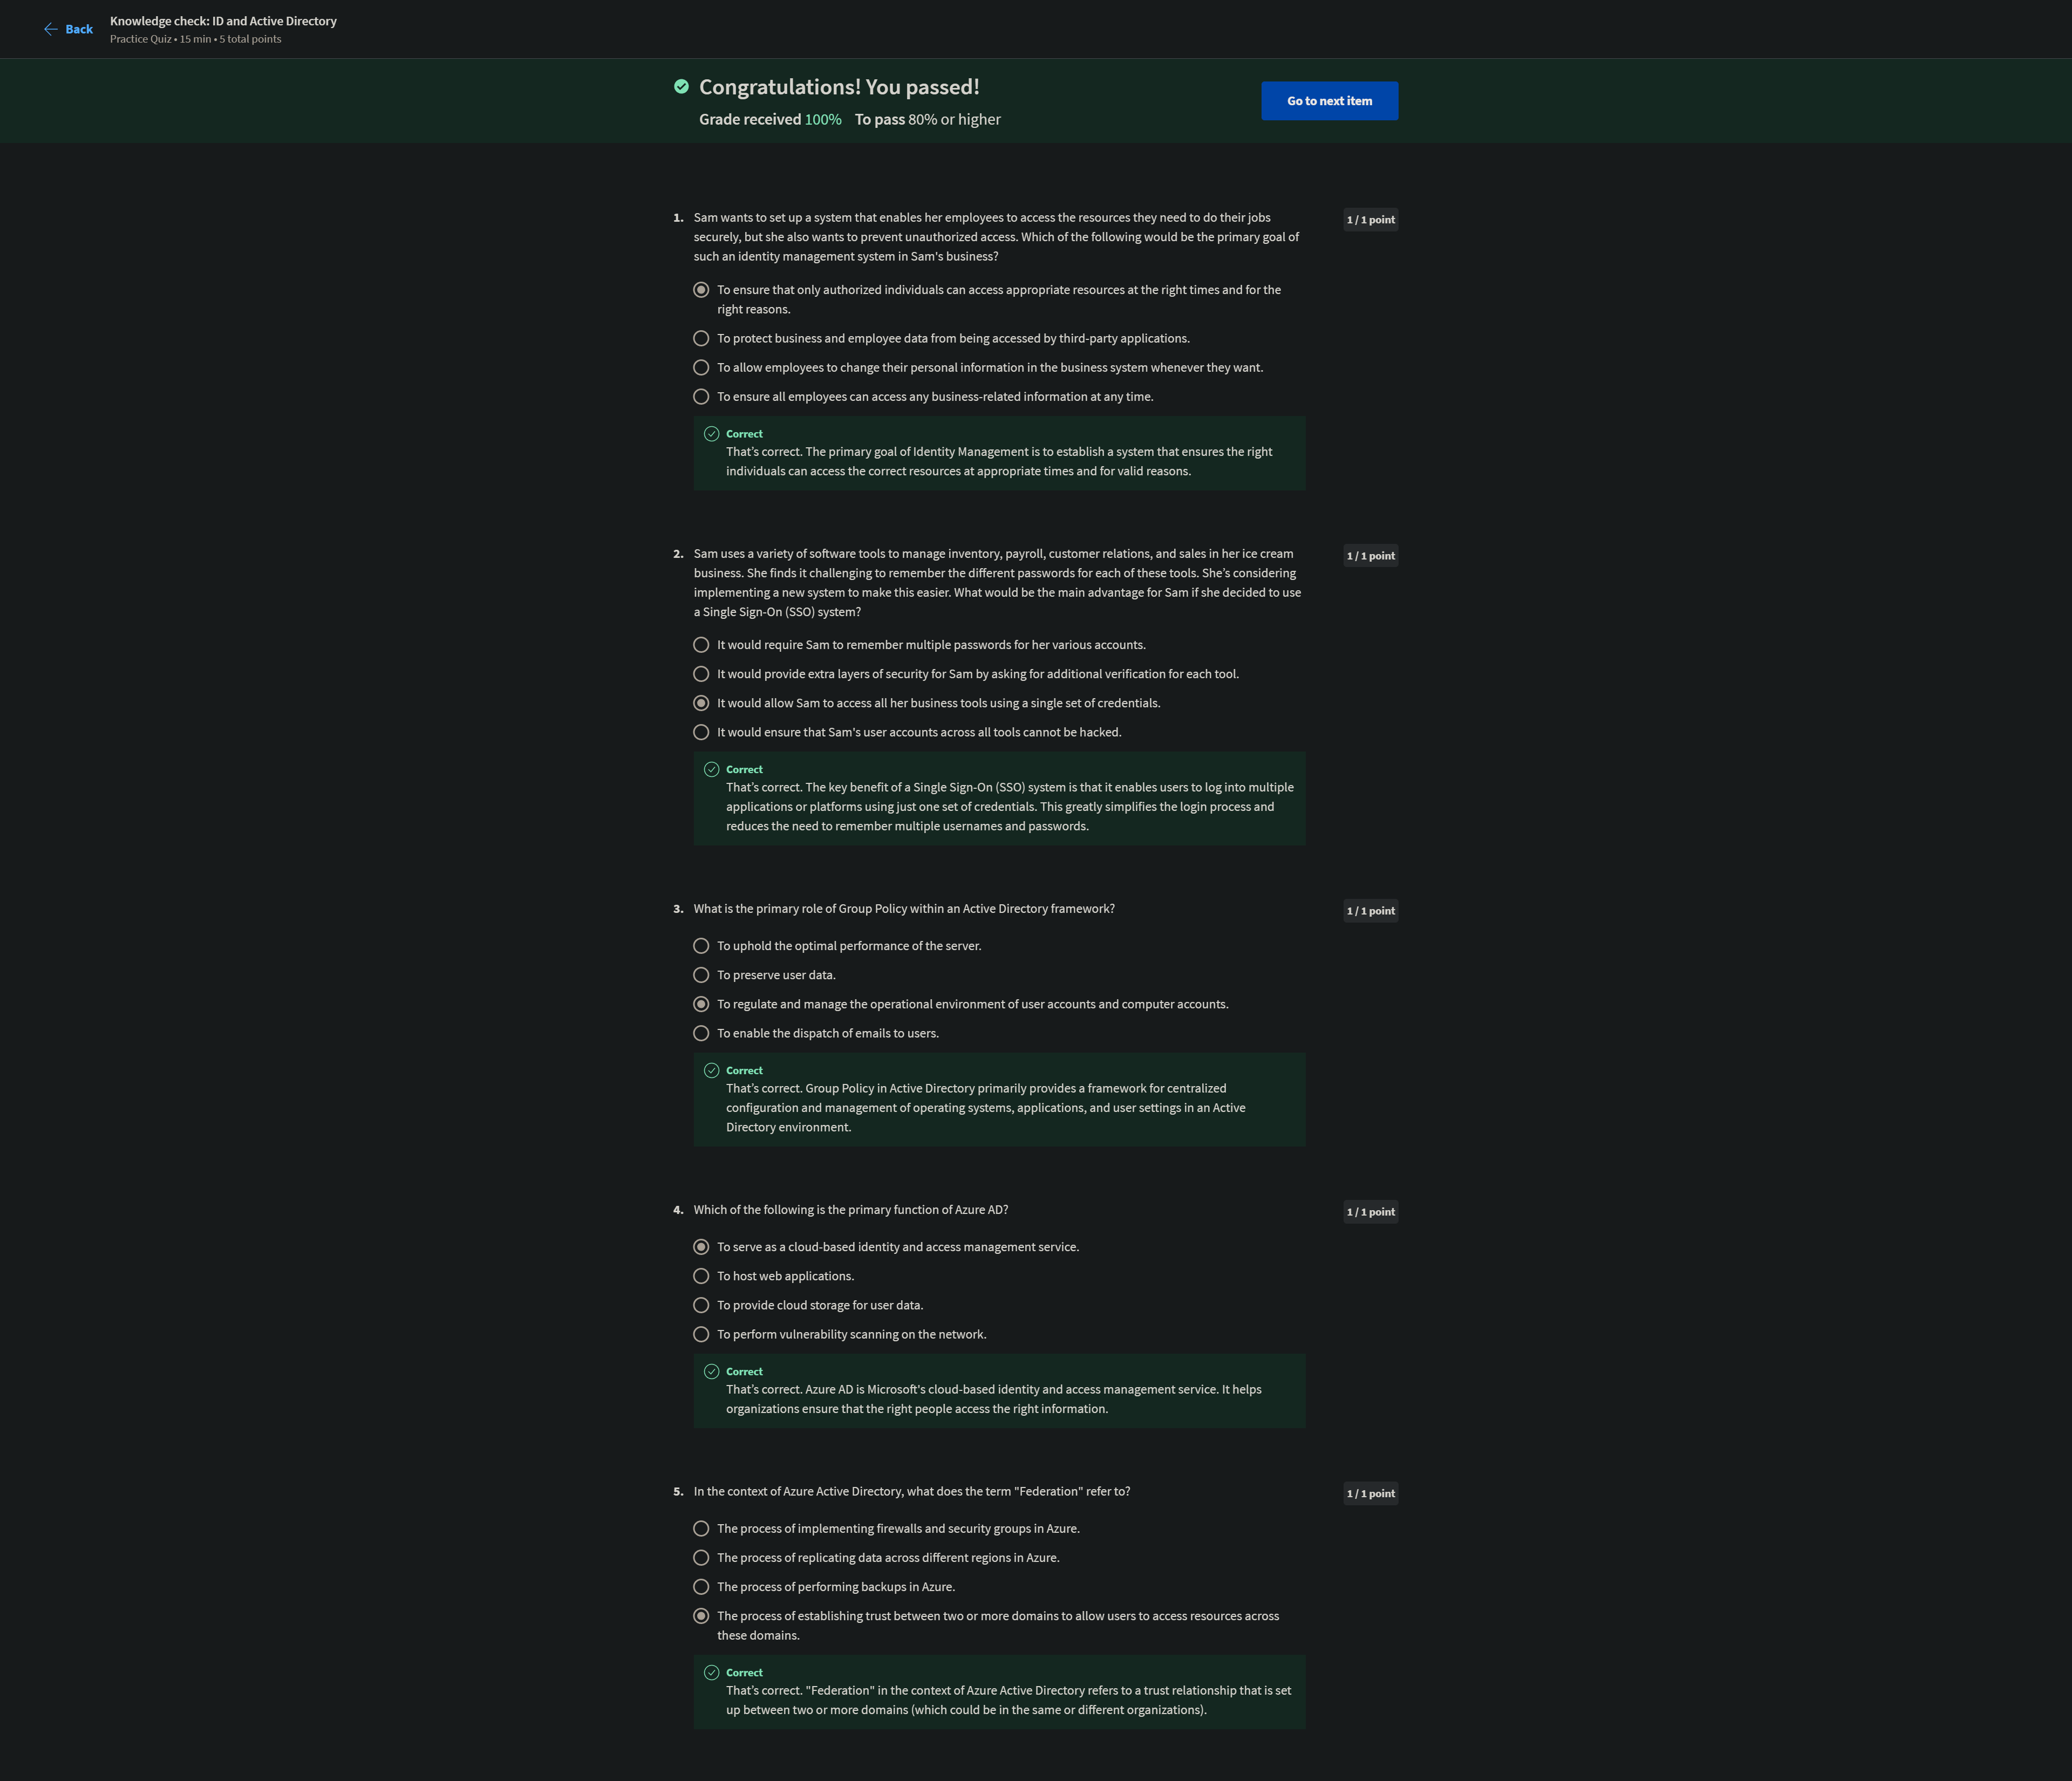 Back
Knowledge check: ID and Active Directory
Practice Quiz • 15 min • 5 total points
Congratulations! You passed!
Grade received 100% To pass 80% or higher
Go to next item
1. Sam wants to set up a system that enables her employees to access the resources they need to do their jobs
securely, but she also wants to prevent unauthorized access. Which of the following would be the primary goal of
such an identity management system in Sam's business?
1 / 1 point
To ensure that only authorized individuals can access appropriate resources at the right times and for the
right reasons.
To protect business and employee data from being accessed by third-party applications.
To allow employees to change their personal information in the business system whenever they want.
To ensure all employees can access any business-related information at any time.
Correct
That’s correct. The primary goal of Identity Management is to establish a system that ensures the right
individuals can access the correct resources at appropriate times and for valid reasons.
2. Sam uses a variety of software tools to manage inventory, payroll, customer relations, and sales in her ice cream
business. She finds it challenging to remember the different passwords for each of these tools. She’s considering
implementing a new system to make this easier. What would be the main advantage for Sam if she decided to use
a Single Sign-On (SSO) system?
1 / 1 point
It would require Sam to remember multiple passwords for her various accounts.
It would provide extra layers of security for Sam by asking for additional verification for each tool.
It would allow Sam to access all her business tools using a single set of credentials.
It would ensure that Sam's user accounts across all tools cannot be hacked.
Correct
That’s correct. The key benefit of a Single Sign-On (SSO) system is that it enables users to log into multiple
applications or platforms using just one set of credentials. This greatly simplifies the login process and
reduces the need to remember multiple usernames and passwords.
3. What is the primary role of Group Policy within an Active Directory framework?
1 / 1 point
To uphold the optimal performance of the server.
To preserve user data.
To regulate and manage the operational environment of user accounts and computer accounts.
To enable the dispatch of emails to users.
Correct
That’s correct. Group Policy in Active Directory primarily provides a framework for centralized
configuration and management of operating systems, applications, and user settings in an Active
Directory environment.
4. Which of the following is the primary function of Azure AD?
1 / 1 point
To serve as a cloud-based identity and access management service.
To host web applications.
To provide cloud storage for user data.
To perform vulnerability scanning on the network.
Correct
That’s correct. Azure AD is Microsoft's cloud-based identity and access management service. It helps
organizations ensure that the right people access the right information.
5. In the context of Azure Active Directory, what does the term "Federation" refer to?
1 / 1 point
The process of implementing firewalls and security groups in Azure.
The process of replicating data across different regions in Azure.
The process of performing backups in Azure.
The process of establishing trust between two or more domains to allow users to access resources across
these domains.
Correct
That’s correct. "Federation" in the context of Azure Active Directory refers to a trust relationship that is set
up between two or more domains (which could be in the same or different organizations).